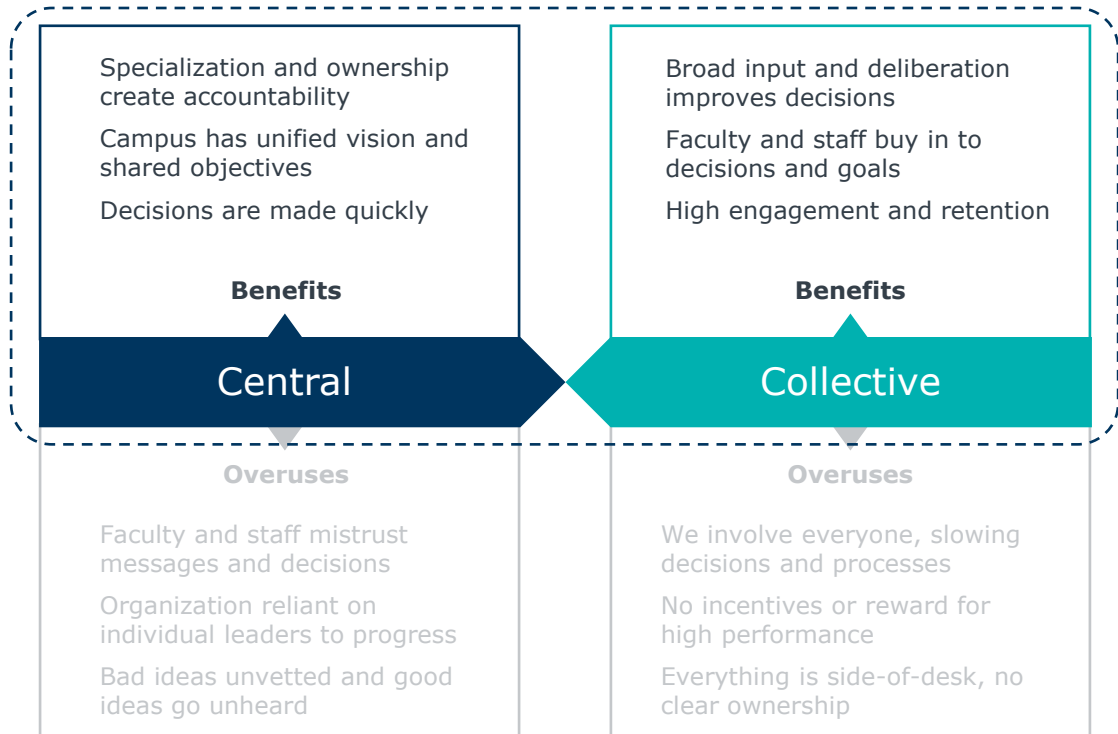 Specialization and ownership
create accountability
Campus has unified vision and
shared objectives
Decisions are made quickly
Benefits
Central
Overuses
Faculty and staff mistrust
messages and decisions
Organization reliant on
individual leaders to progress
Bad ideas unvetted and good
ideas go unheard
Broad input and deliberation
improves decisions
Faculty and staff buy in to
decisions and goals
High engagement and retention
Benefits
Collective
Overuses
We involve everyone, slowing
decisions and processes
No incentives or reward for
high performance
Everything is side-of-desk, no
clear ownership